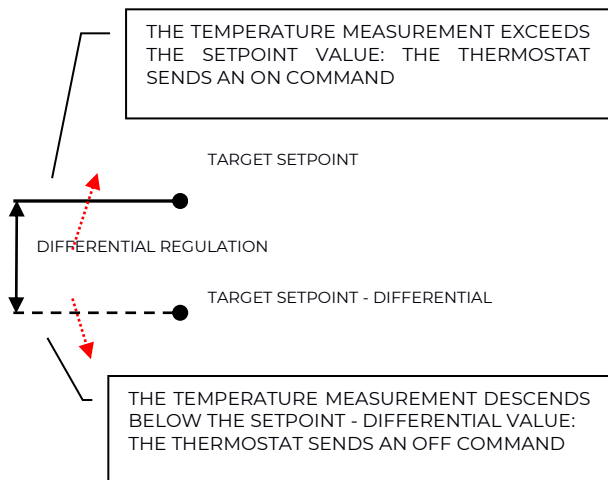 THE TEMPERATURE MEASUREMENT EXCEEDS
THE SETPOINT VALUE: THE THERMOSTAT
SENDS AN ON COMMAND
TARGET SETPOINT
DIFFERENTIAL REGULATION
TARGET SETPOINT - DIFFERENTIAL
THE TEMPERATURE MEASUREMENT DESCENDS
BELOW THE SETPOINT - DIFFERENTIAL VALUE:
THE THERMOSTAT SENDS AN OFF COMMAND